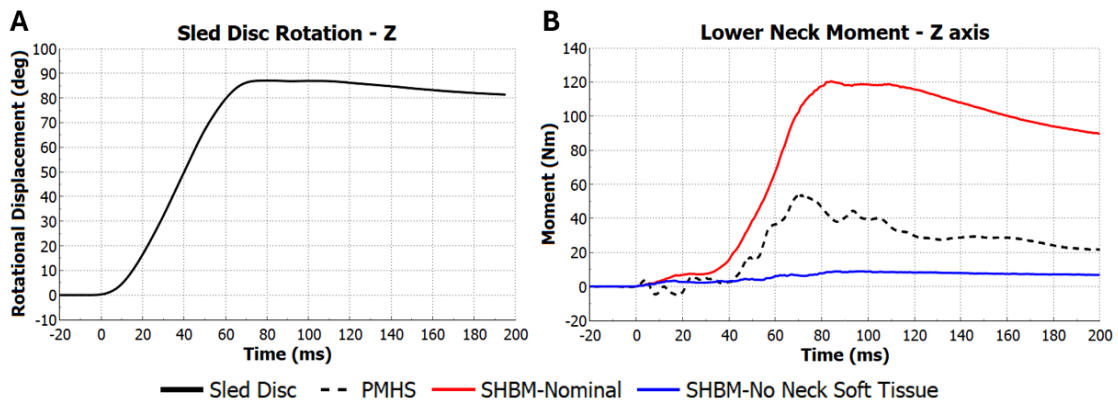 A
Sled Disc Rotation - Z
Rotational Displacement (deg)
100
90
80
70
60
50
40
30
20
10
0
-10
-20 0 20 40 60 80 100 120 140 160 180 200
Time (ms)
B
Lower Neck Moment - Z axis
Moment (Nm)
140
120
100
80
60
40
20
0
-20
-20 0 20 40 60 80 100 120 140 160 180 200
Time (ms)
Sled Disc PMHS SHBM-Nominal SHBM-No Neck Soft Tissue